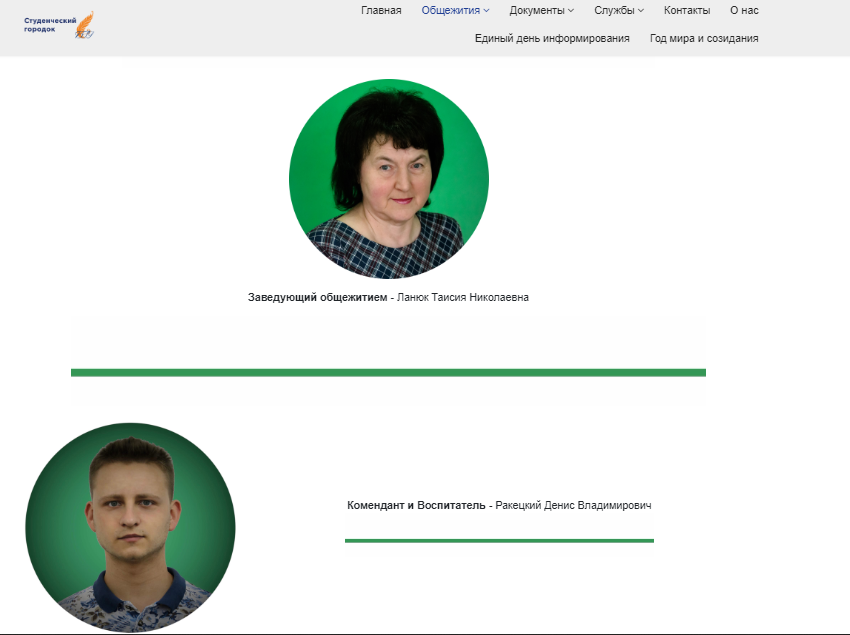 Студенческий
городок
Главная Общежития Документы Службы Контакты О нас
Единый день информирования Год мира и созидания
Заведующий общежитием - Ланюк Таисия Николаевна
Комендант и Воспитатель - Ракецкий Денис Владимирович